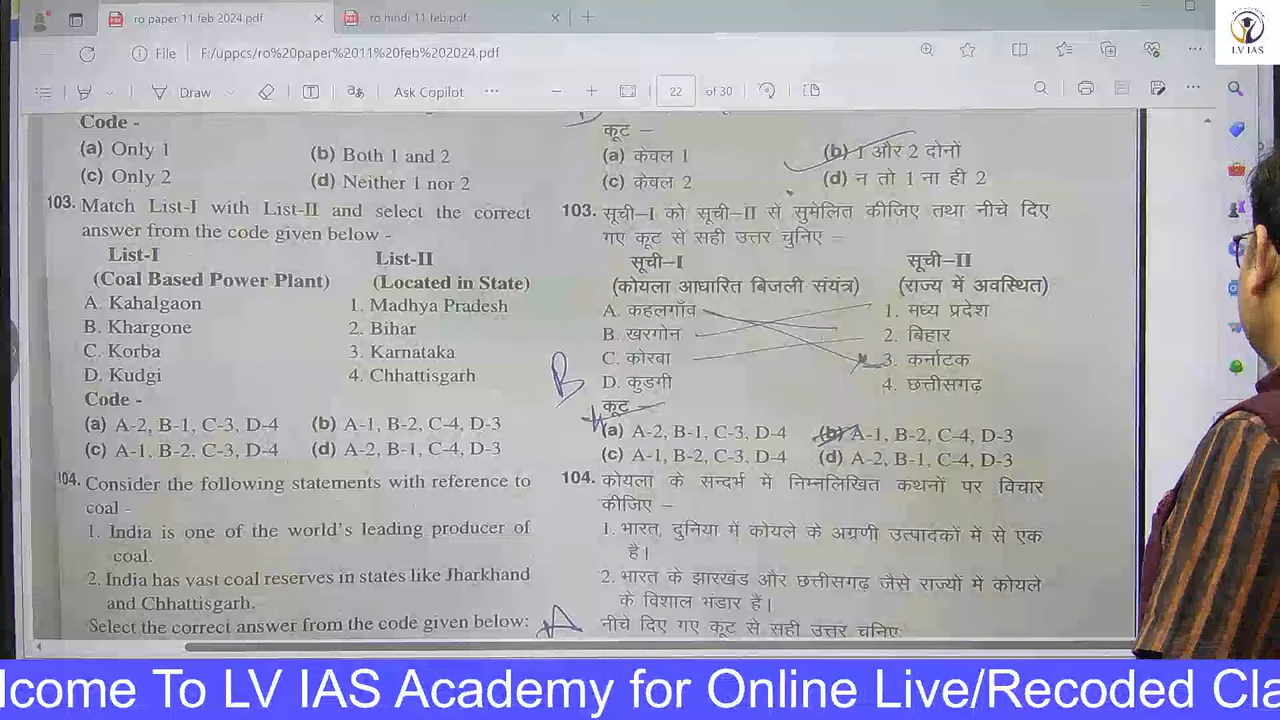 ro paper 11 feb 2024.pdf
ro hindi 11 feb.pdf
File F:/uppcs/ro%20paper%2011%20feb%202024.pdf
Draw
Ask Copilot
22 of 30
LV IAS
Code -
(a) Only 1 (b) Both 1 and 2
(c) Only 2 (d) Neither 1 nor 2
103. Match List-I with List-II and select the correct
answer from the code given below -
List-I List-II
(Coal Based Power Plant) (Located in State)
A. Kahalgaon 1. Madhya Pradesh
B. Khargone 2. Bihar
C. Korba 3. Karnataka
D. Kudgi 4. Chhattisgarh
Code -
(a) A-2, B-1, C-3, D-4 (b) A-1, B-2, C-4, D-3
(c) A-1, B-2, C-3, D-4 (d) A-2, B-1, C-4, D-3
104. Consider the following statements with reference to
coal -
1. India is one of the world's leading producer of
coal.
2. India has vast coal reserves in states like Jharkhand
and Chhattisgarh.
Select the correct answer from the code given below:
कूट –
(a) केवल 1 (b) 1 और 2 दोनों
(c) केवल 2 (d) न तो 1 ना ही 2
103. सूची–I को सूची–II से सुमेलित कीजिए तथा नीचे दिए
गए कूट से सही उत्तर चुनिए –
सूची–I सूची–II
(कोयला आधारित बिजली संयंत्र) (राज्य में अवस्थित)
A. कहलगाँव 1. मध्य प्रदेश
B. खरगोन 2. बिहार
C. कोरबा 3. कर्नाटक
D. कुडगी 4. छत्तीसगढ़
B
कूट
(a) A-2, B-1, C-3, D-4 (b) A-1, B-2, C-4, D-3
(c) A-1, B-2, C-3, D-4 (d) A-2, B-1, C-4, D-3
104. कोयला के सन्दर्भ में निम्नलिखित कथनों पर विचार
कीजिए –
1. भारत, दुनिया में कोयले के अग्रणी उत्पादकों में से एक
है।
2. भारत के झारखंड और छत्तीसगढ़ जैसे राज्यों में कोयले
के विशाल भंडार हैं।
A
नीचे दिए गए कूट से सही उत्तर चुनिए:
lcome To LV IAS Academy for Online Live/Recoded Cla